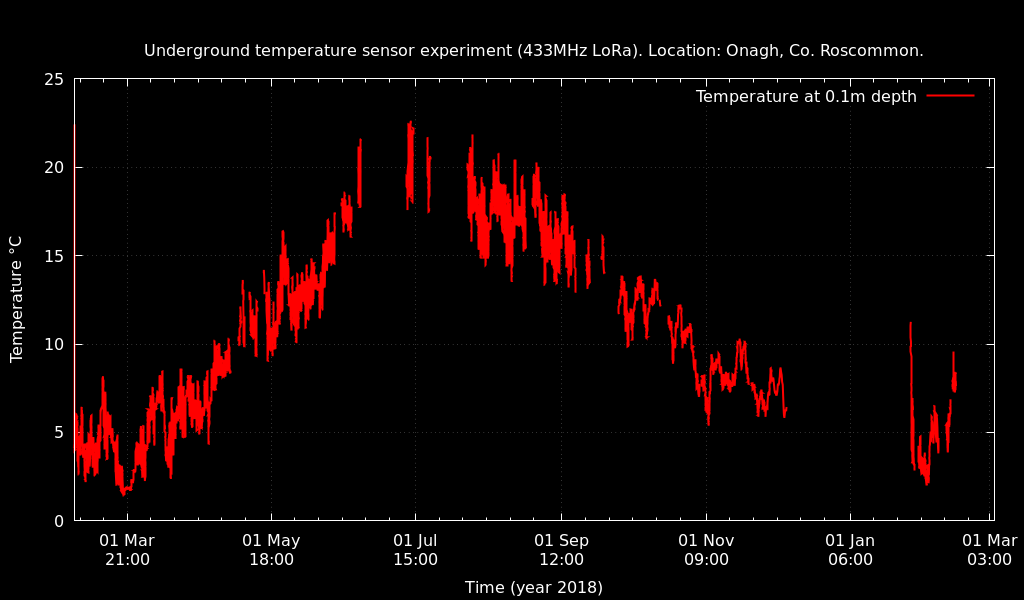 Underground temperature sensor experiment (433MHz LoRa). Location: Onagh, Co. Roscommon.
Temperature at 0.1m depth
25
20
15
10
5
0
Temperature °C
01 Mar 01 May 01 Jul 01 Sep 01 Nov 01 Jan 01 Mar
21:00 18:00 15:00 12:00 09:00 06:00 03:00
Time (year 2018)